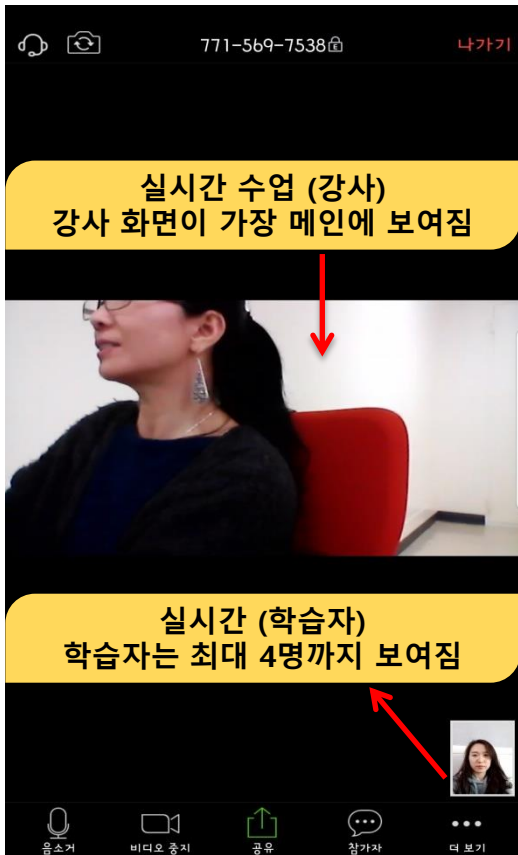 771-569-7538
나가기
실시간 수업 (강사)
강사 화면이 가장 메인에 보여짐
실시간 (학습자)
학습자는 최대 4명까지 보여짐
음소거
비디오 중지
공유
참가자
더 보기